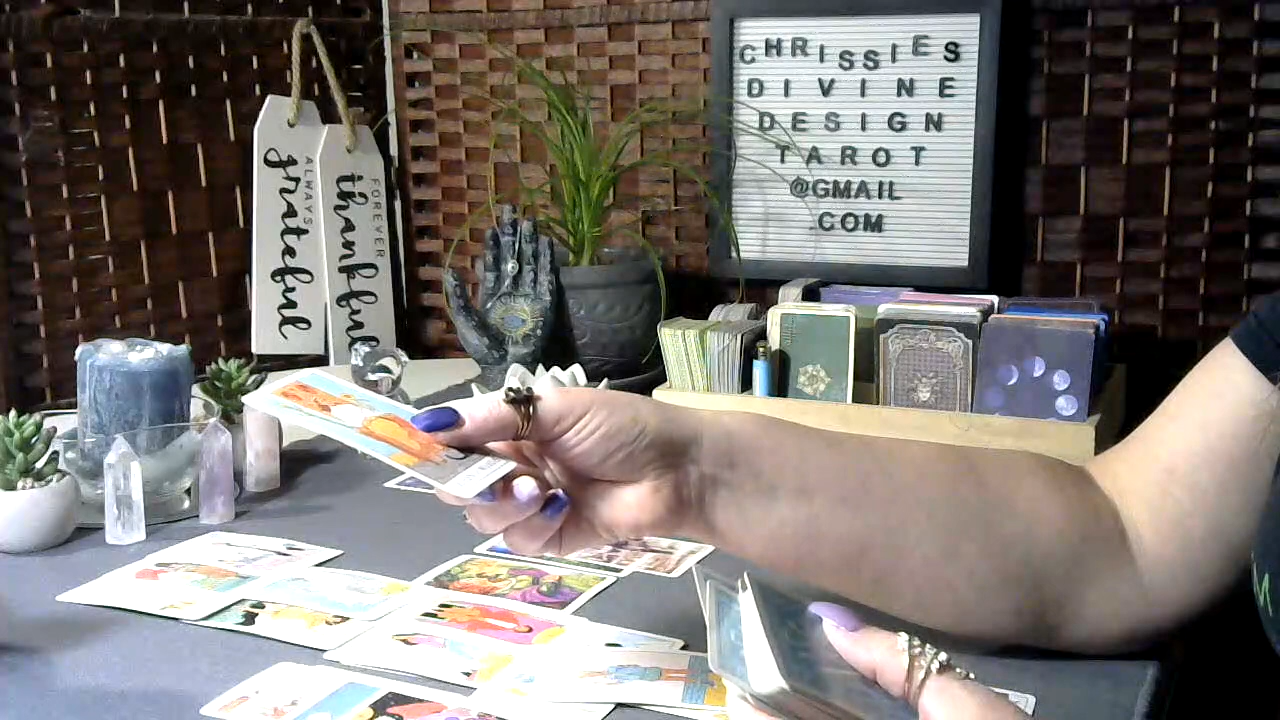 ALWAYS
grateful
FOREVER
thankful
CHRISSIES
DIVINE
DESIGN
TAROT
@GMAIL
.COM